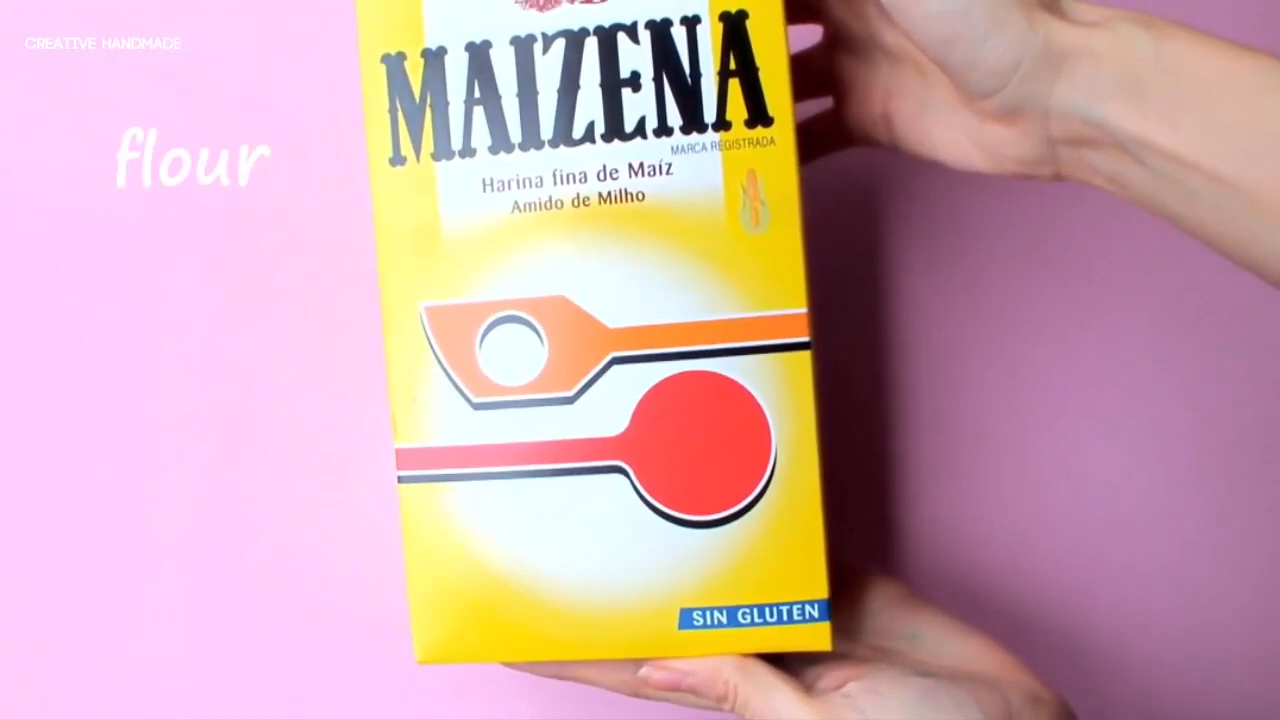 CREATIVE HANDMADE
flour
MAIZENA
MARCA REGISTRADA
Harina fina de Maíz
Amido de Milho
SIN GLUTEN